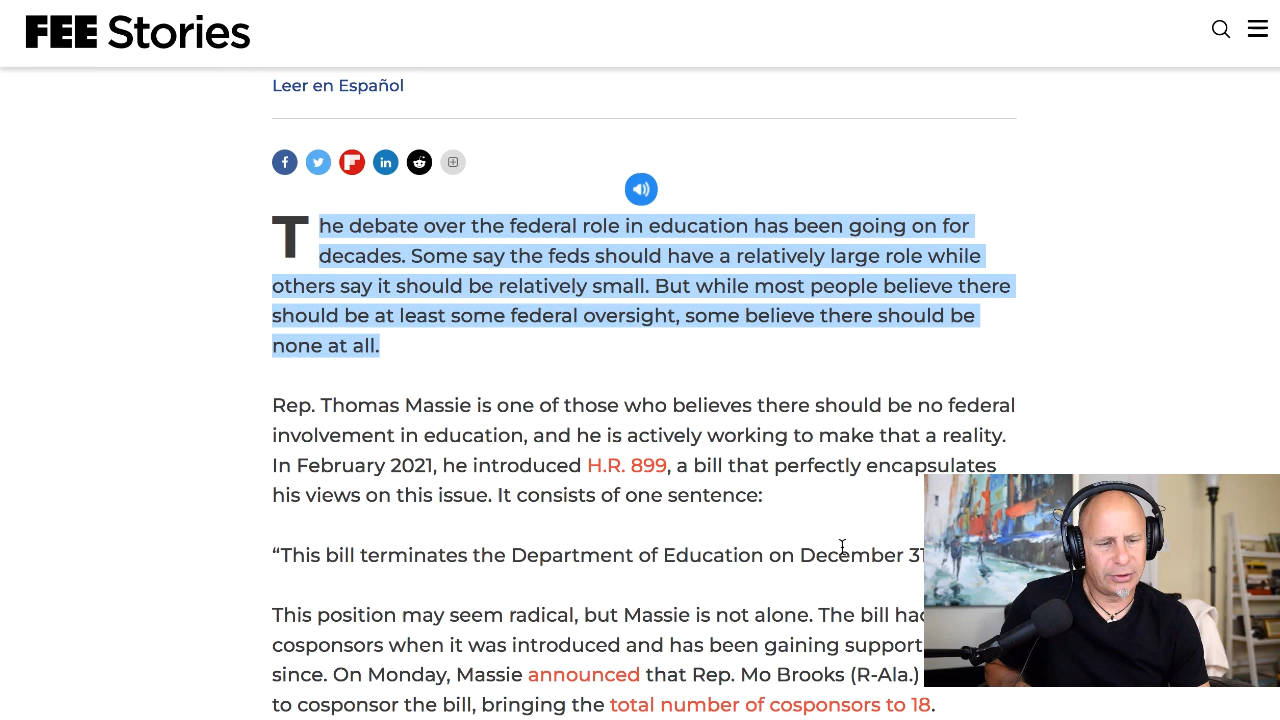 FEE Stories
Leer en Español
The debate over the federal role in education has been going on for
decades. Some say the feds should have a relatively large role while
others say it should be relatively small. But while most people believe there
should be at least some federal oversight, some believe there should be
none at all.
Rep. Thomas Massie is one of those who believes there should be no federal
involvement in education, and he is actively working to make that a reality.
In February 2021, he introduced H.R. 899, a bill that perfectly encapsulates
his views on this issue. It consists of one sentence:
“This bill terminates the Department of Education on December 31
This position may seem radical, but Massie is not alone. The bill had
cosponsors when it was introduced and has been gaining support
since. On Monday, Massie announced that Rep. Mo Brooks (R-Ala.)
to cosponsor the bill, bringing the total number of cosponsors to 18.